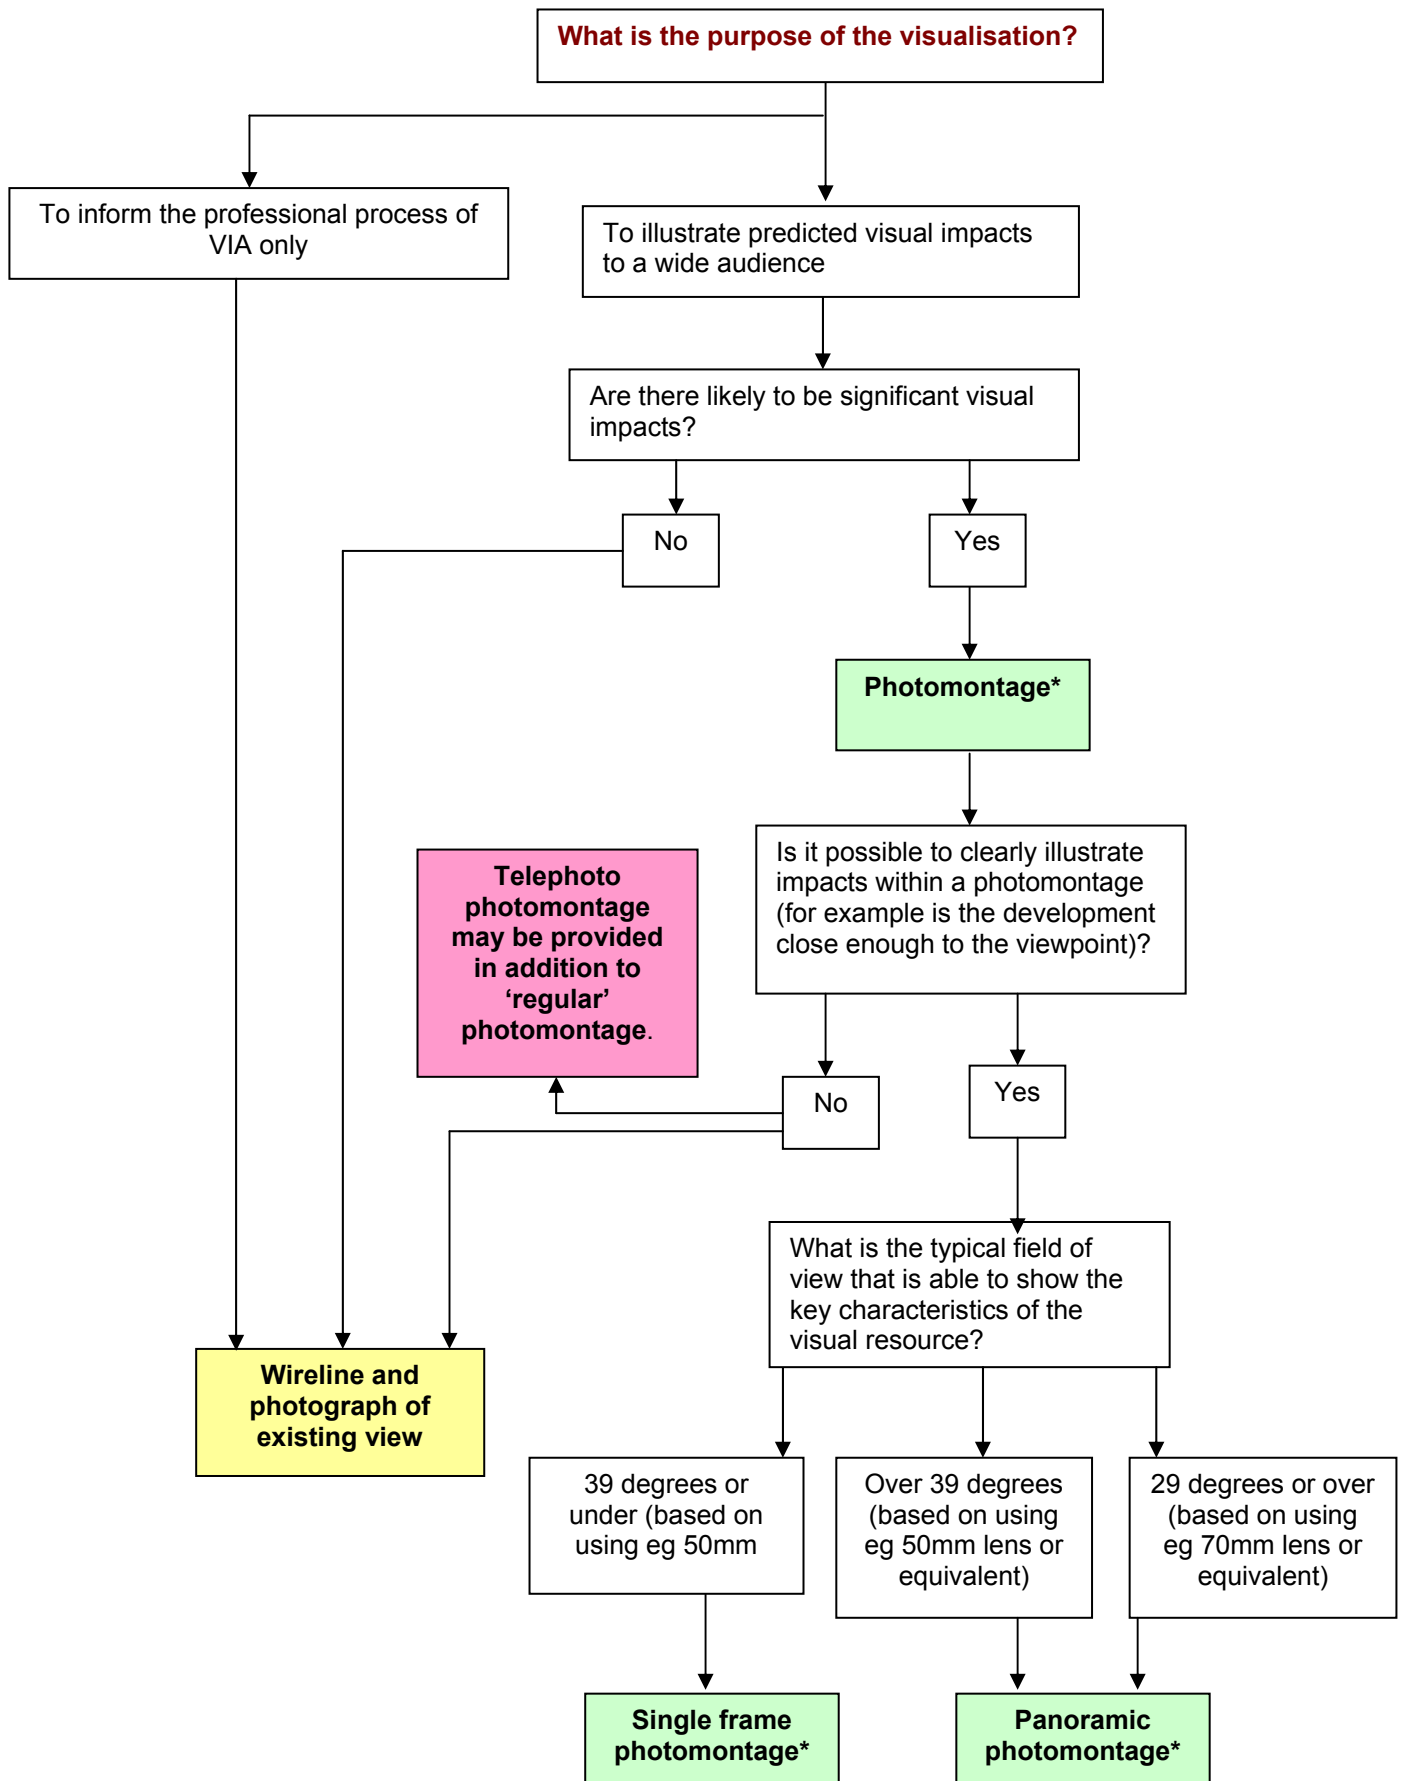 What is the purpose of the visualisation?
To inform the professional process of
VIA only
To illustrate predicted visual impacts
to a wide audience
Are there likely to be significant visual
impacts?
No
Yes
Photomontage*
Is it possible to clearly illustrate
impacts within a photomontage
(for example is the development
close enough to the viewpoint)?
Telephoto
photomontage
may be provided
in addition to
‘regular’
photomontage.
No
Yes
What is the typical field of
view that is able to show the
key characteristics of the
visual resource?
Wireline and
photograph of
existing view
39 degrees or
under (based on
using eg 50mm
Over 39 degrees
(based on using
eg 50mm lens or
equivalent)
29 degrees or over
(based on using
eg 70mm lens or
equivalent)
Single frame
photomontage*
Panoramic
photomontage*